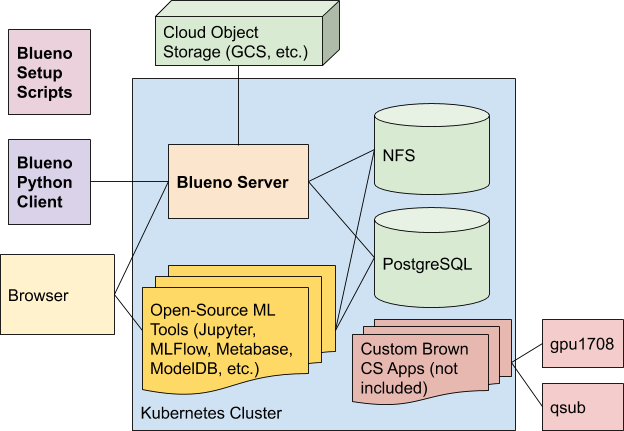 Cloud Object
Storage (GCS, etc.)
Blueno
Setup
Scripts
Blueno
Python
Client
Blueno Server
NFS
PostgreSQL
Browser
Open-Source ML
Tools (Jupyter,
MLFlow, Metabase,
ModelDB, etc.)
Custom Brown
CS Apps (not
included)
gpu1708
qsub
Kubernetes Cluster